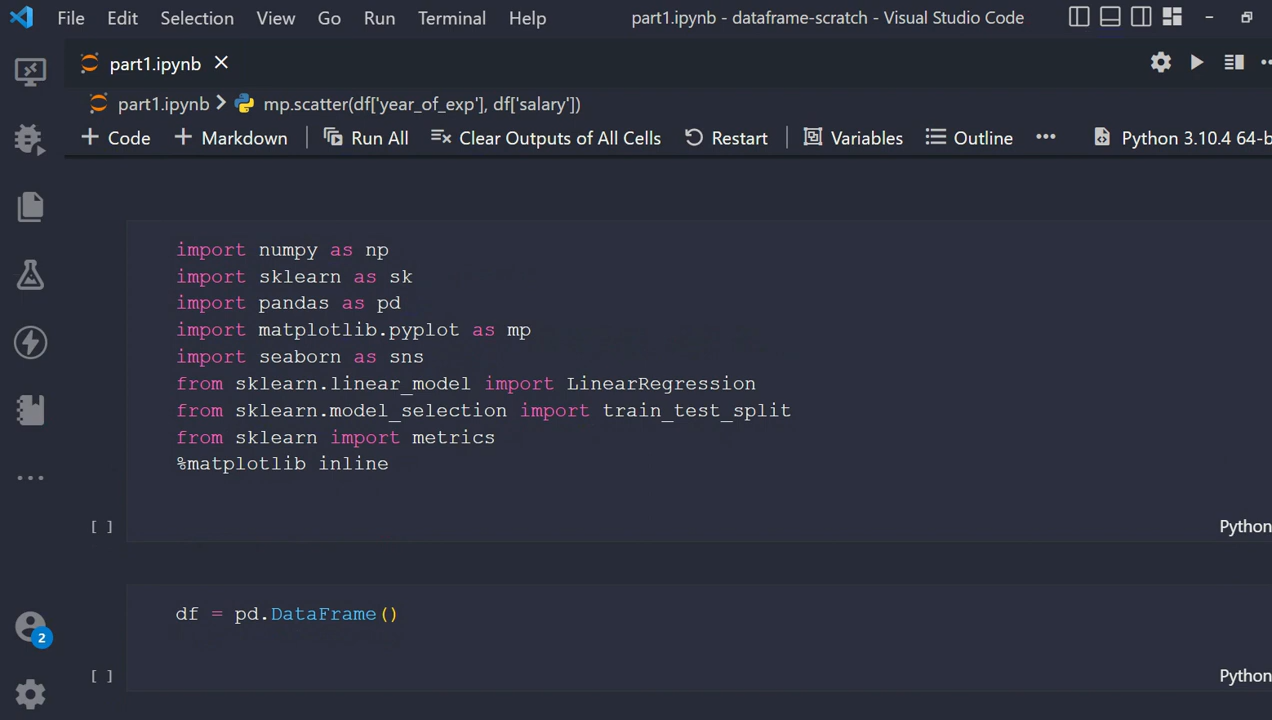 File Edit Selection View Go Run Terminal Help part1.ipynb - dataframe-scratch - Visual Studio Code
part1.ipynb
part1.ipynb > mp.scatter(df['year_of_exp'], df['salary'])
+ Code + Markdown Run All Clear Outputs of All Cells Restart Variables Outline ... Python 3.10.4 64-b
import numpy as np
import sklearn as sk
import pandas as pd
import matplotlib.pyplot as mp
import seaborn as sns
from sklearn.linear_model import LinearRegression
from sklearn.model_selection import train_test_split
from sklearn import metrics
%matplotlib inline
[ ] Python
df = pd.DataFrame()
2
[ ] Python